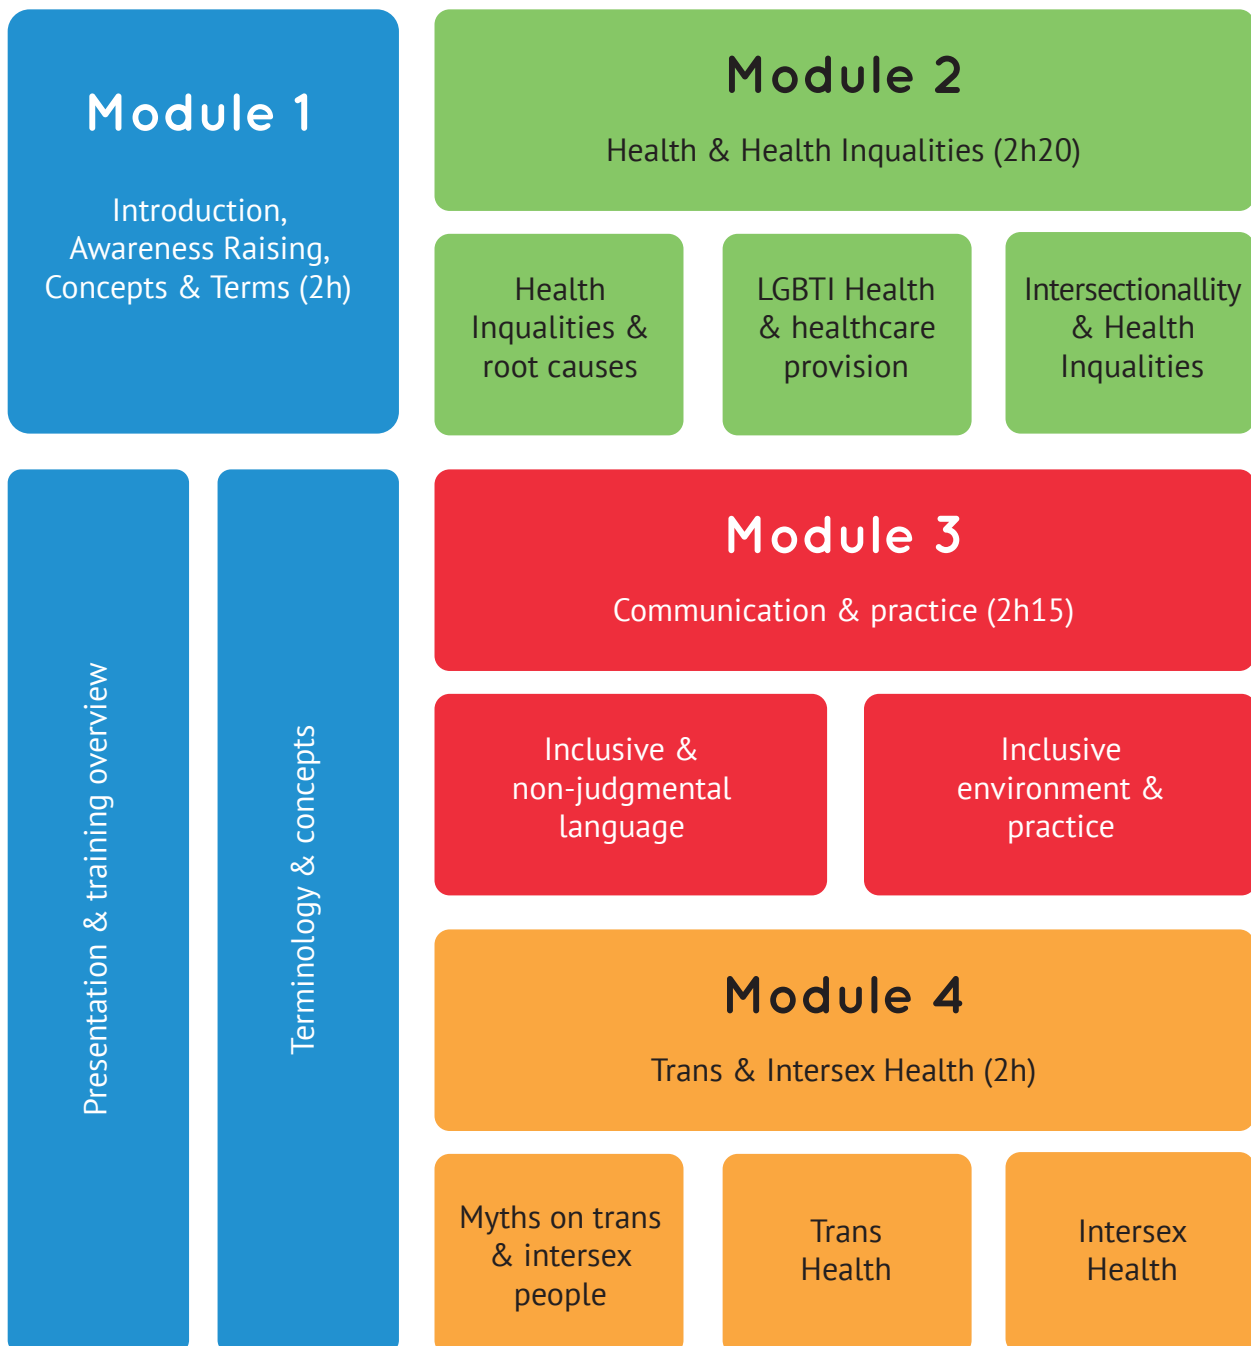 Module 1
Introduction,
Awareness Raising,
Concepts & Terms (2h)
Presentation & training overview
Terminology & concepts
Module 2
Health & Health Inqualities (2h20)
Health
Inqualities &
root causes
LGBTI Health
& healthcare
provision
Intersectionallity
& Health
Inqualities
Module 3
Communication & practice (2h15)
Inclusive &
non-judgmental
language
Inclusive
environment &
practice
Module 4
Trans & Intersex Health (2h)
Myths on trans
& intersex
people
Trans
Health
Intersex
Health